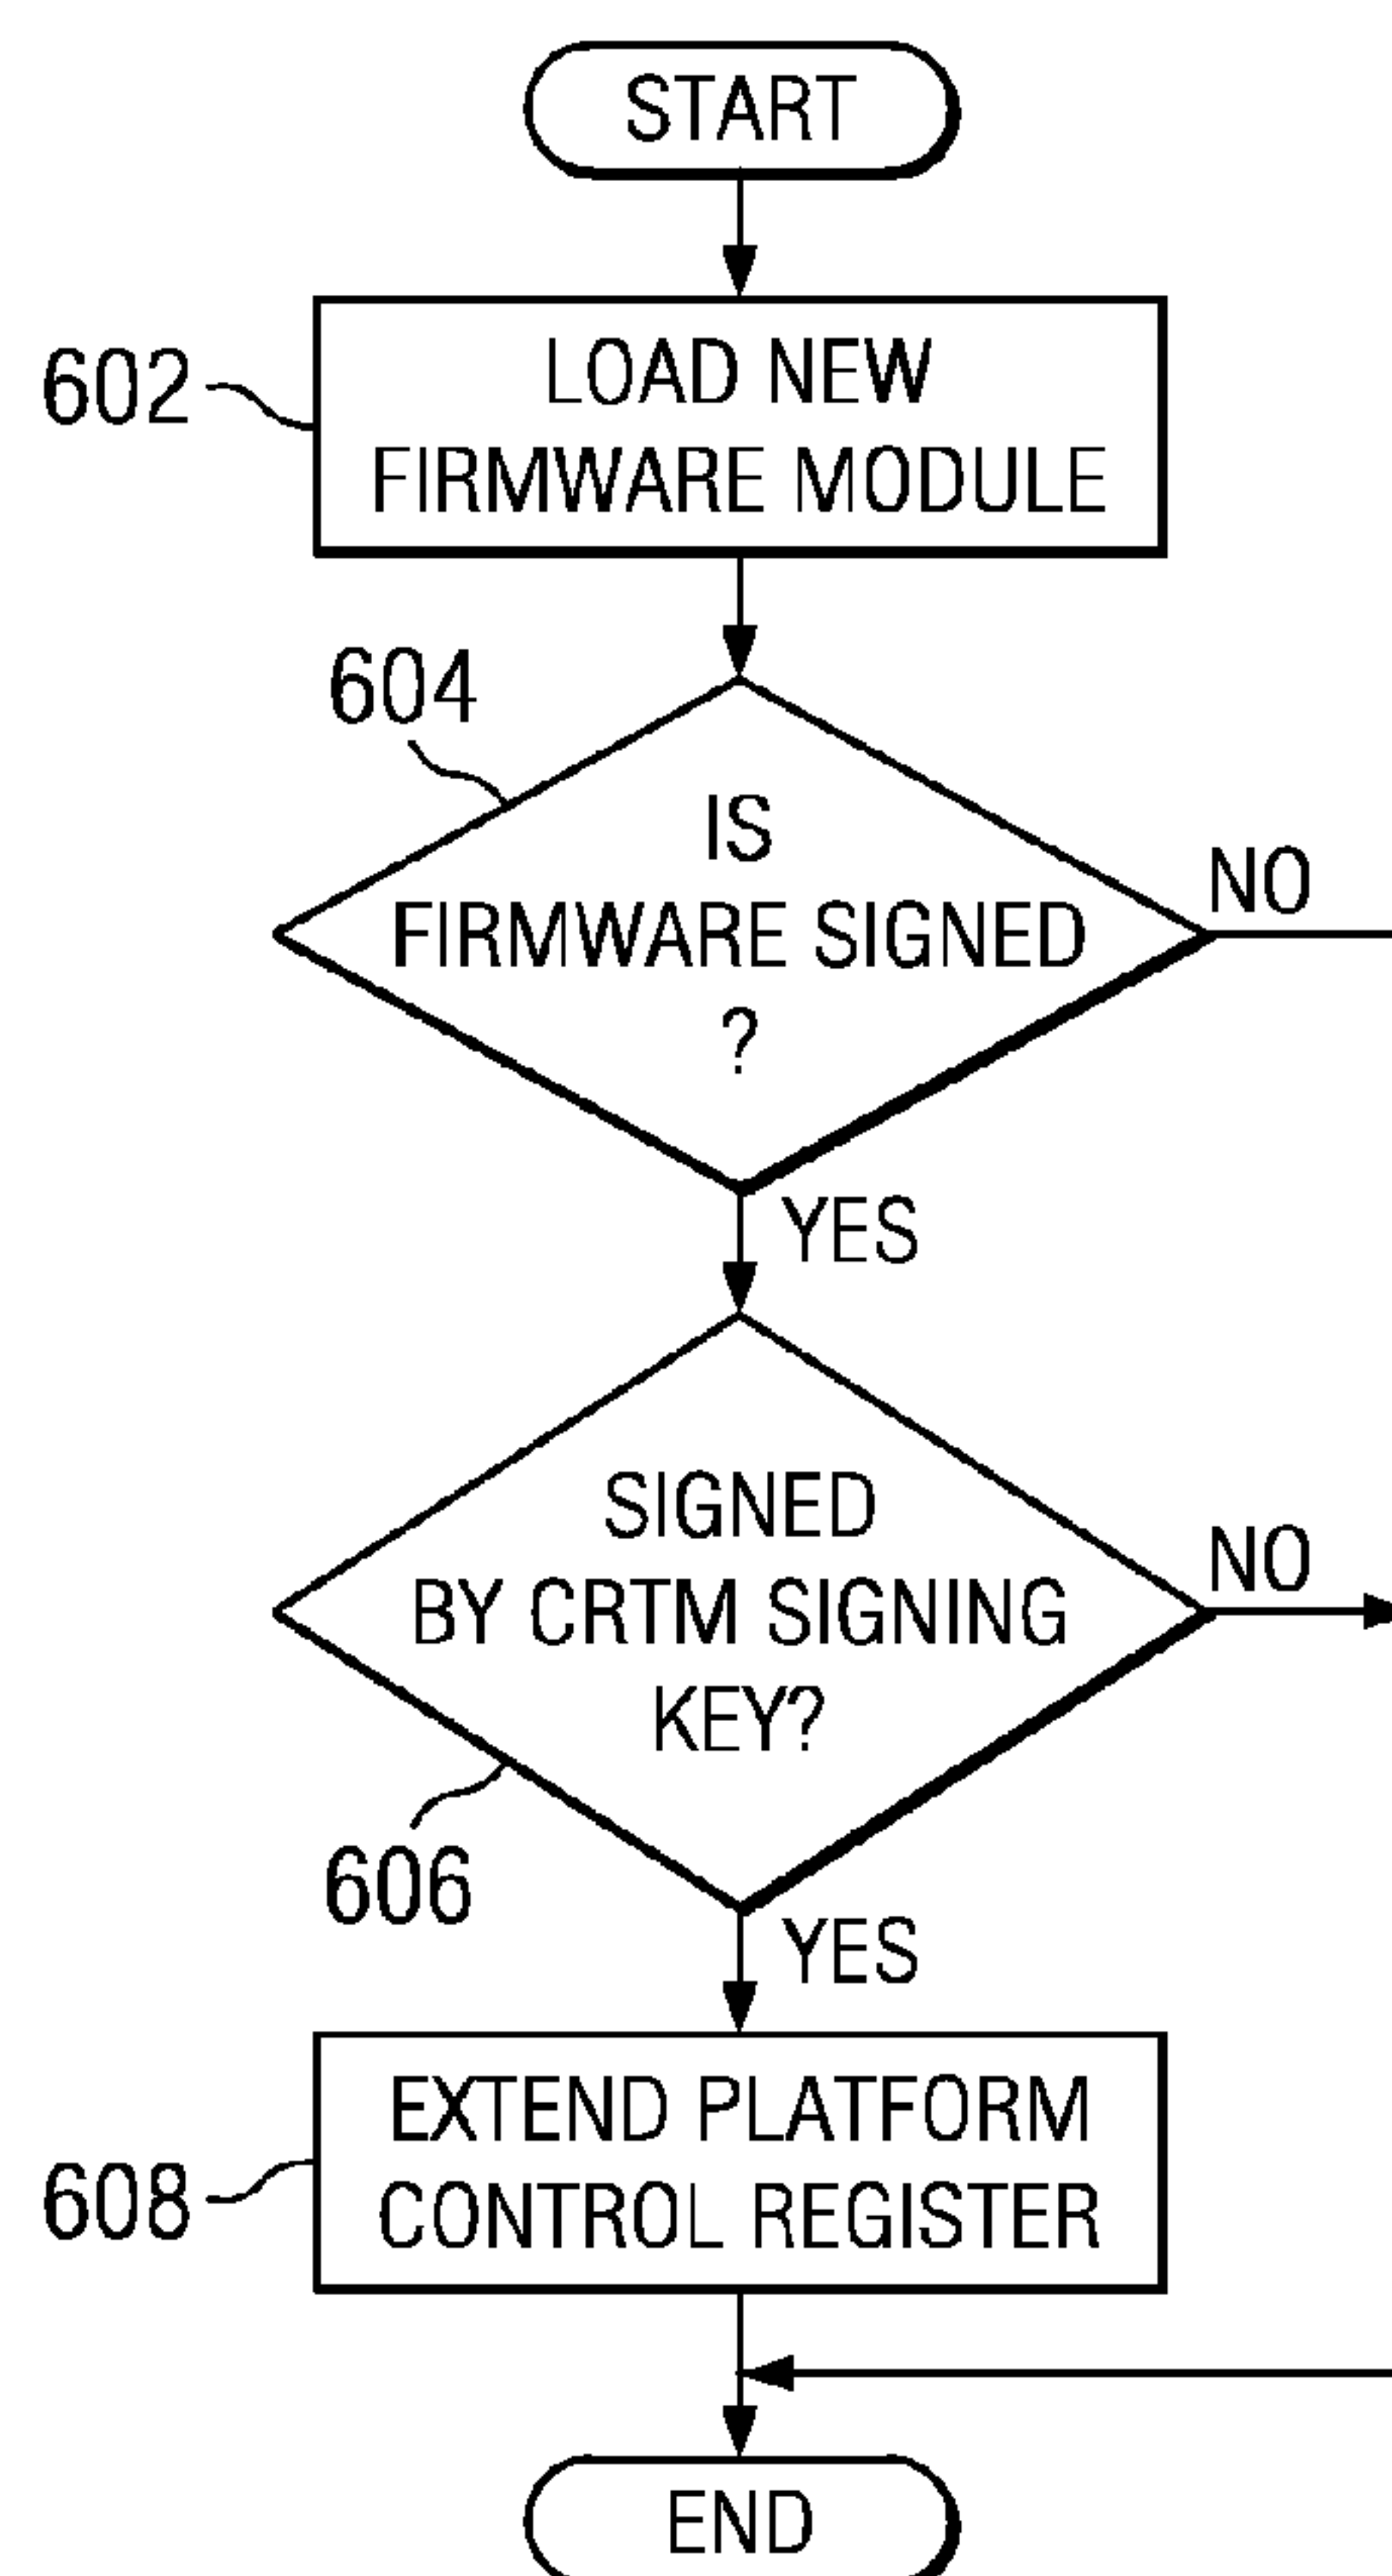 START
602
LOAD NEW
FIRMWARE MODULE
604
IS
FIRMWARE SIGNED
?
NO
YES
SIGNED
BY CRTM SIGNING
KEY?
NO
606
YES
608
EXTEND PLATFORM
CONTROL REGISTER
END